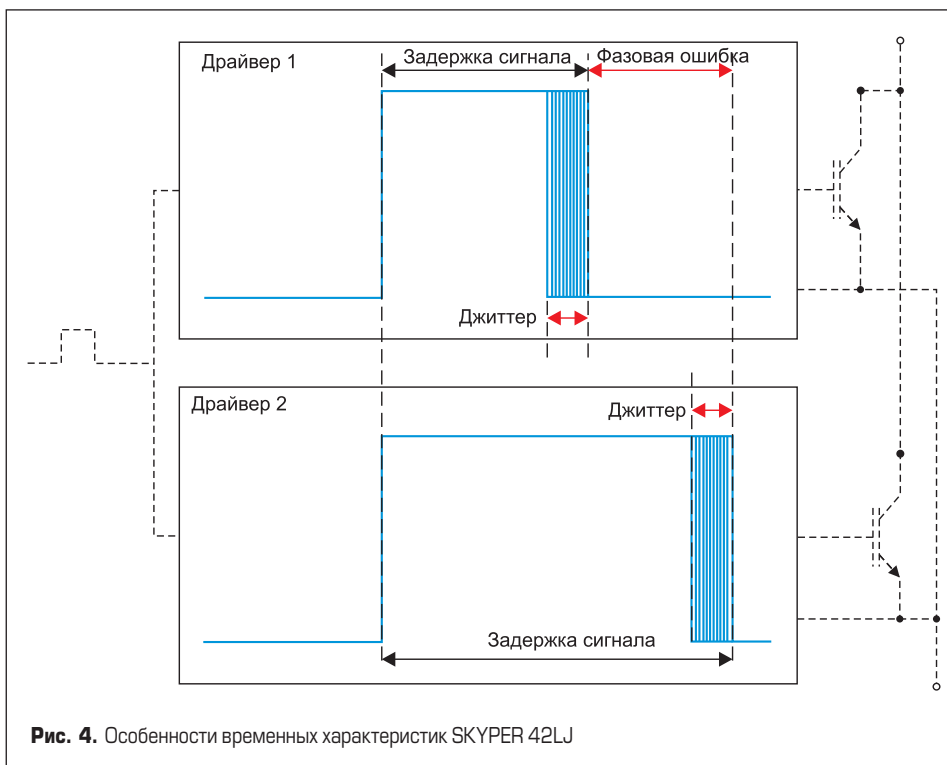 Драйвер 1
Задержка сигнала
Фазовая ошибка
Джиттер
Драйвер 2
Джиттер
Задержка сигнала
Рис. 4. Особенности временных характеристик SKYPER 42LJ